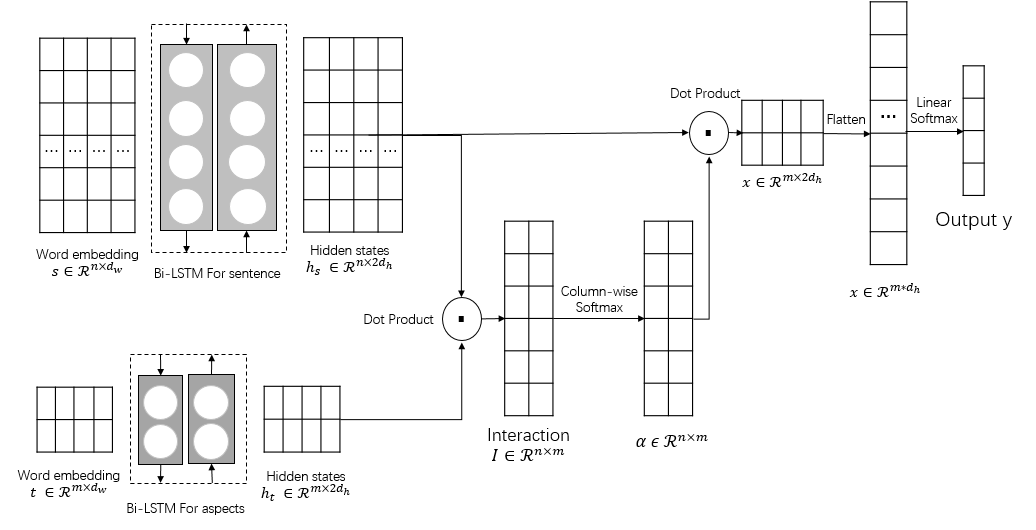 Word embedding
s ∈ ℛ^{n×d_w}
... ... ... ...
Bi-LSTM For sentence
... ... ... ...
Hidden states
h_s ∈ ℛ^{n×2d_h}
Dot Product
x ∈ ℛ^{m×2d_h}
Flatten
...
x ∈ ℛ^{m*d_h}
Linear
Softmax
Output y
Word embedding
t ∈ ℛ^{m×d_w}
Bi-LSTM For aspects
Hidden states
h_t ∈ ℛ^{m×2d_h}
Dot Product
Interaction
I ∈ ℛ^{n×m}
Column-wise
Softmax
α ∈ ℛ^{n×m}